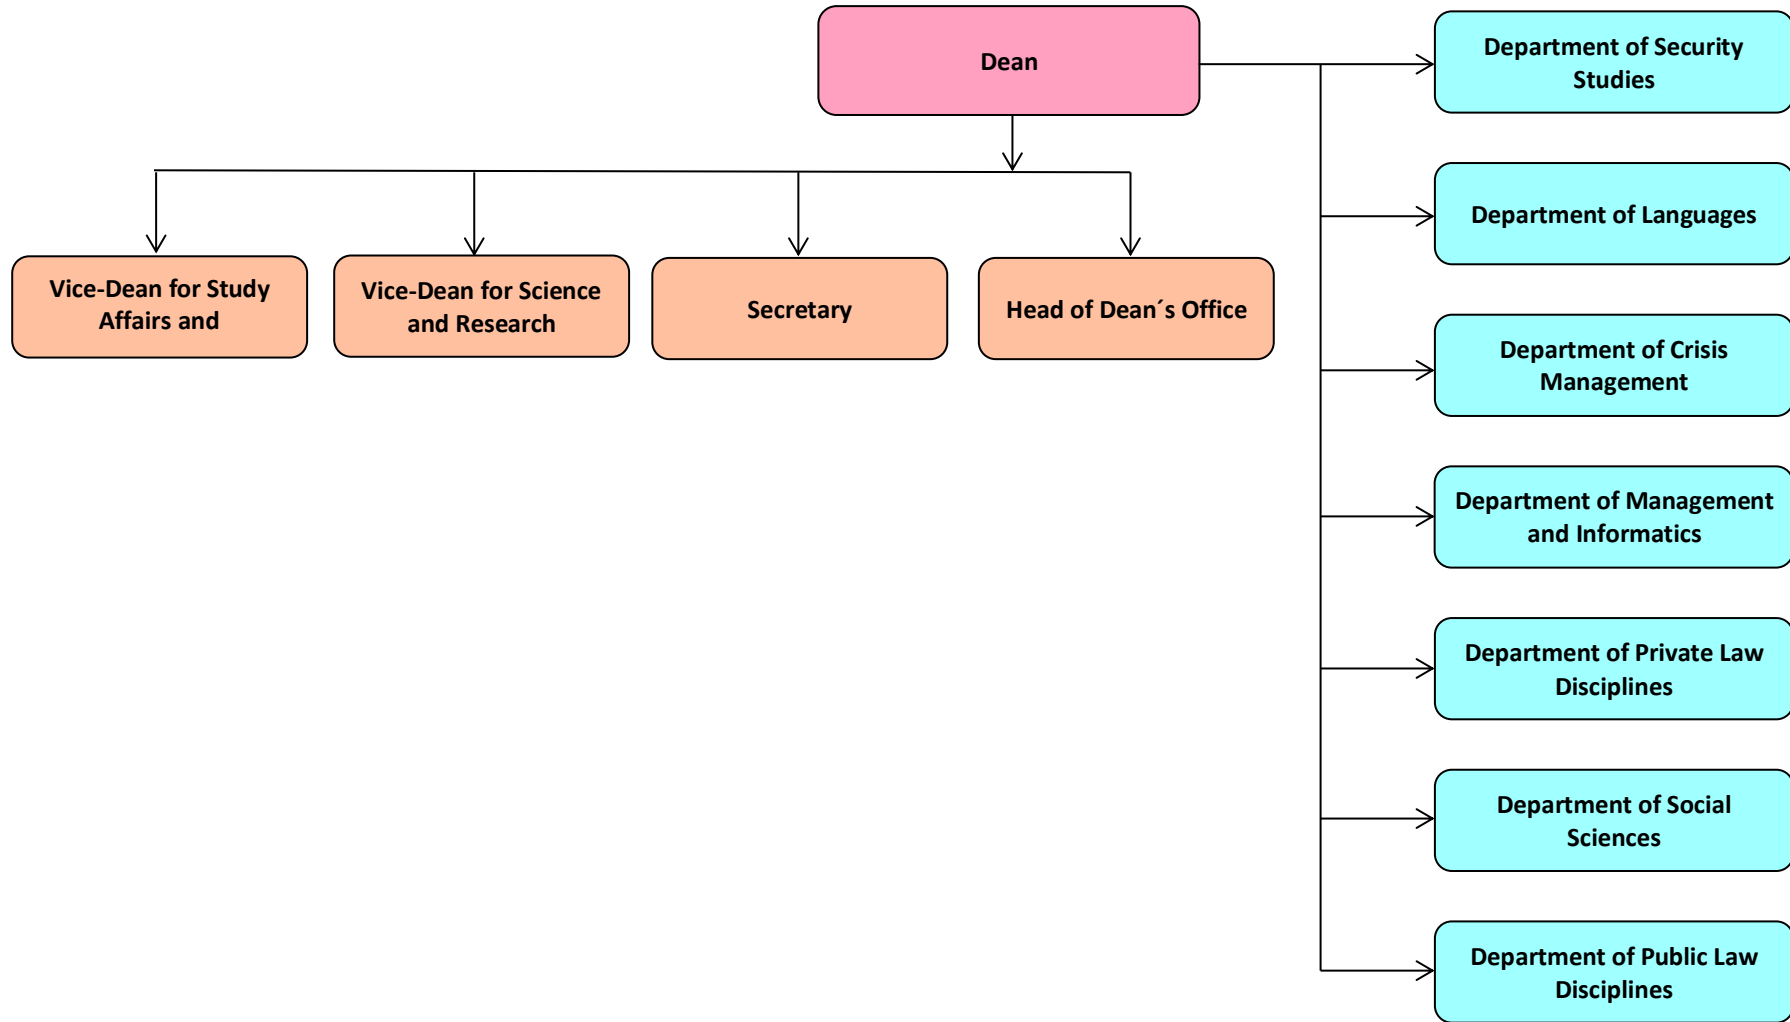 Dean
Department of Security
Studies
Department of Languages
Vice-Dean for Study
Affairs and
Vice-Dean for Science
and Research
Secretary
Head of Dean´s Office
Department of Crisis
Management
Department of Management
and Informatics
Department of Private Law
Disciplines
Department of Social
Sciences
Department of Public Law
Disciplines